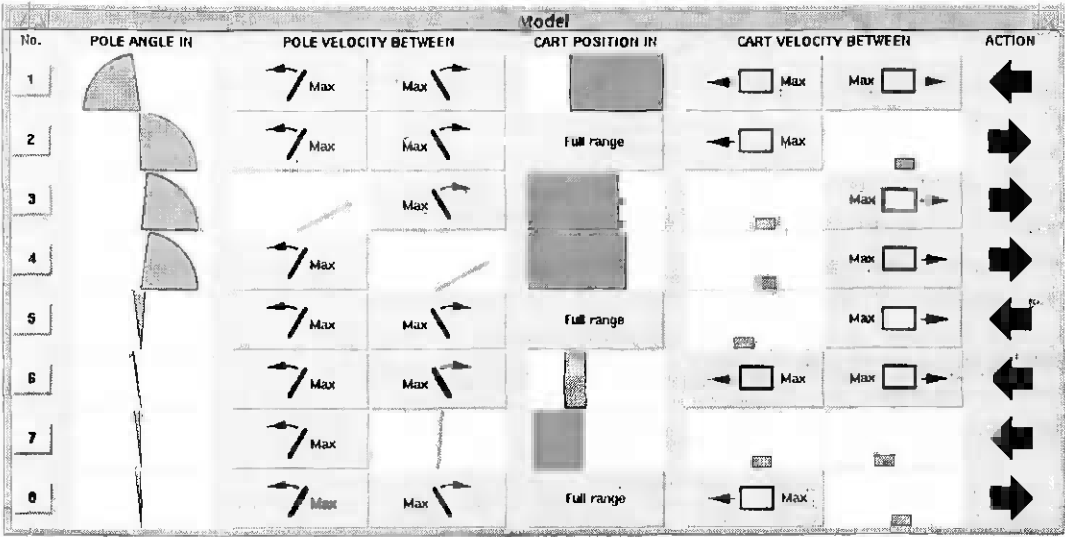 Model
No. POLE ANGLE IN POLE VELOCITY BETWEEN CART POSITION IN CART VELOCITY BETWEEN ACTION
1 Max Max Max Max
2 Max Max Full range Max
3 Max Max
4 Max Max
5 Max Max Full range Max
6 Max Max Max Max
7 Max
8 Max Max Full range Max